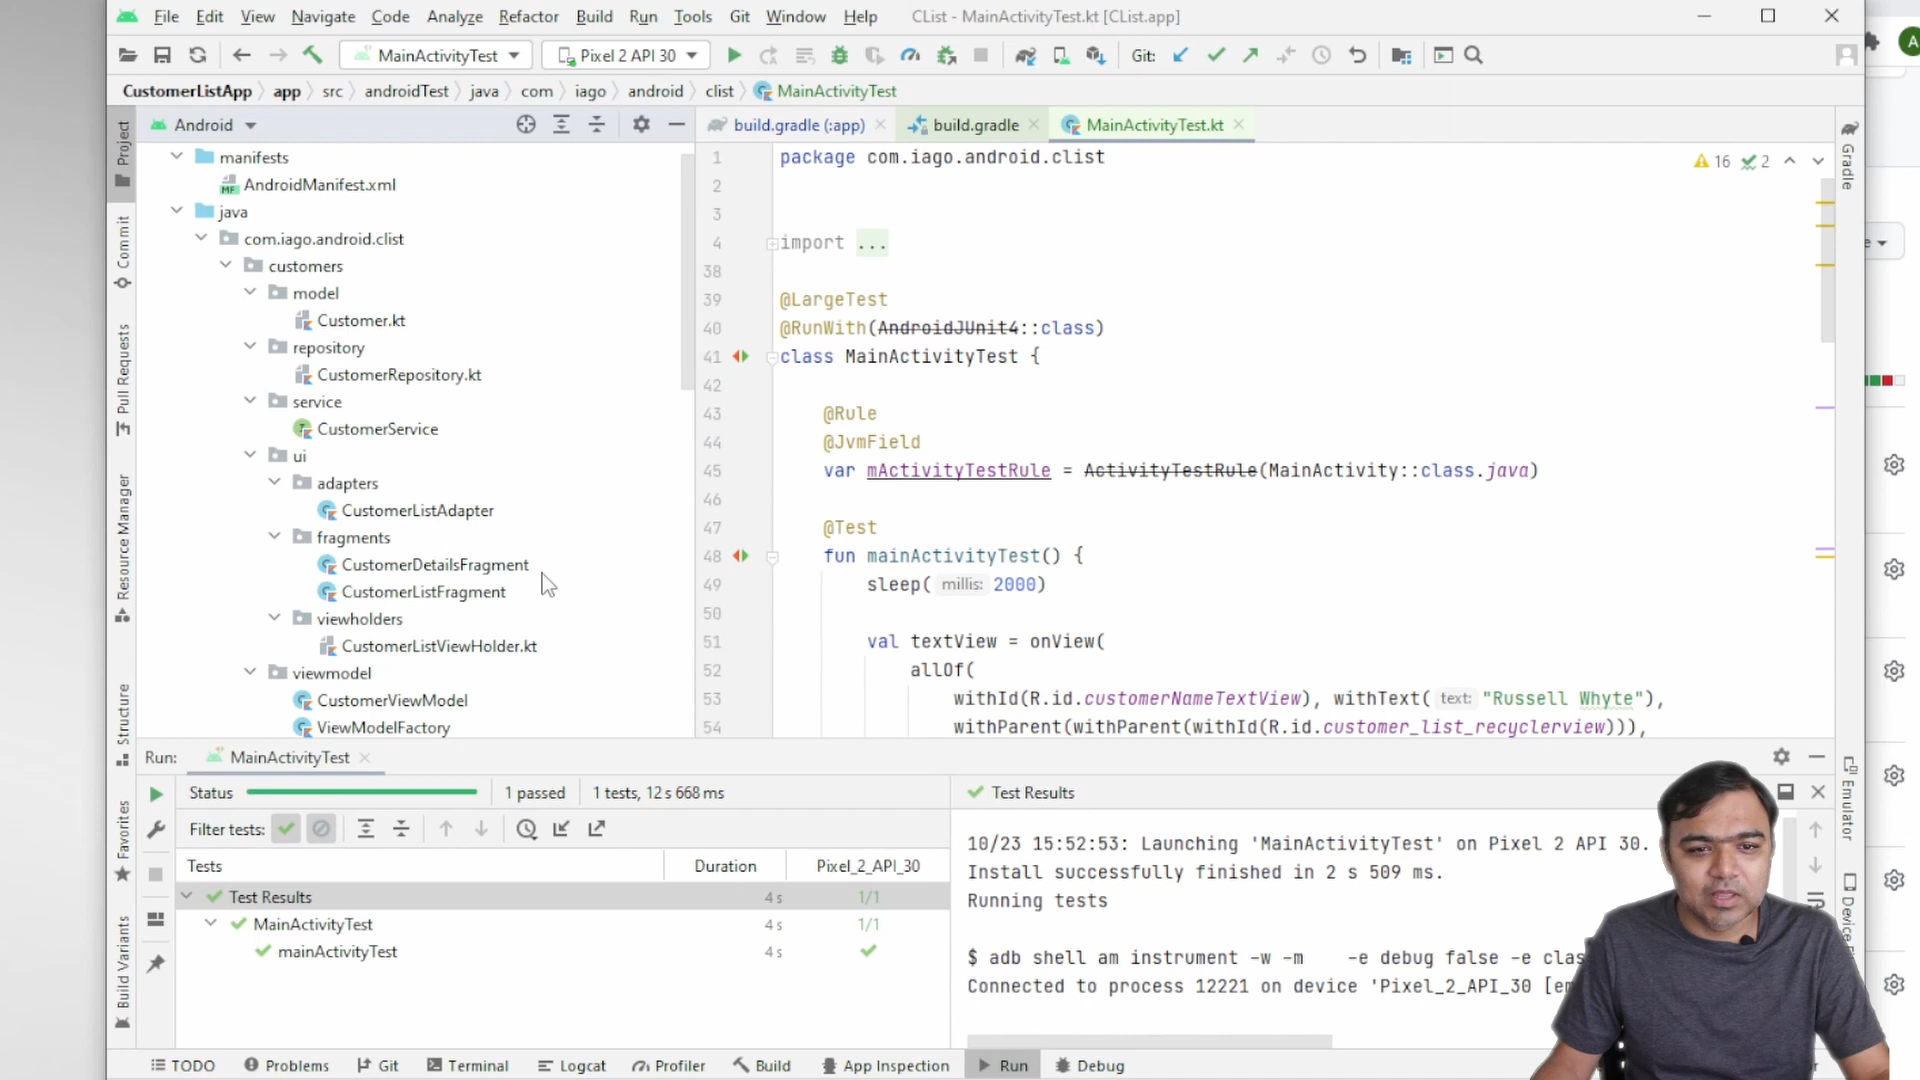 File Edit View Navigate Code Analyze Refactor Build Run Tools Git Window Help CList - MainActivityTest.kt [CList.app]
MainActivityTest Pixel 2 API 30 Git:
CustomerListApp app src androidTest java com iago android clist MainActivityTest
Android
build.gradle (:app) build.gradle MainActivityTest.kt
Project
Commit
Pull Requests
Resource Manager
Structure
Favorites
Build Variants
manifests
AndroidManifest.xml
java
com.iago.android.clist
customers
model
Customer.kt
repository
CustomerRepository.kt
service
CustomerService
ui
adapters
CustomerListAdapter
fragments
CustomerDetailsFragment
CustomerListFragment
viewholders
CustomerListViewHolder.kt
viewmodel
CustomerViewModel
ViewModelFactory
16 2
1 package com.iago.android.clist
2
3
4 import ...
38
39 @LargeTest
40 @RunWith(AndroidJUnit4::class)
41 class MainActivityTest {
42
43 @Rule
44 @JvmField
45 var mActivityTestRule = ActivityTestRule(MainActivity::class.java)
46
47 @Test
48 fun mainActivityTest() {
49 sleep( millis: 2000)
50
51 val textView = onView(
52 allOf(
53 withId(R.id.customerNameTextView), withText( text: "Russell Whyte"),
54 withParent(withParent(withId(R.id.customer_list_recyclerview))),
Gradle
Emulator
Run: MainActivityTest
Status 1 passed 1 tests, 12 s 668 ms
Filter tests:
Tests Duration Pixel_2_API_30
Test Results 4 s 1/1
MainActivityTest 4 s 1/1
mainActivityTest 4 s
Test Results
10/23 15:52:53: Launching 'MainActivityTest' on Pixel 2 API 30.
Install successfully finished in 2 s 509 ms.
Running tests
$ adb shell am instrument -w -m -e debug false -e clas
Connected to process 12221 on device 'Pixel_2_API_30 [em
TODO Problems Git Terminal Logcat Profiler Build App Inspection Run Debug
A